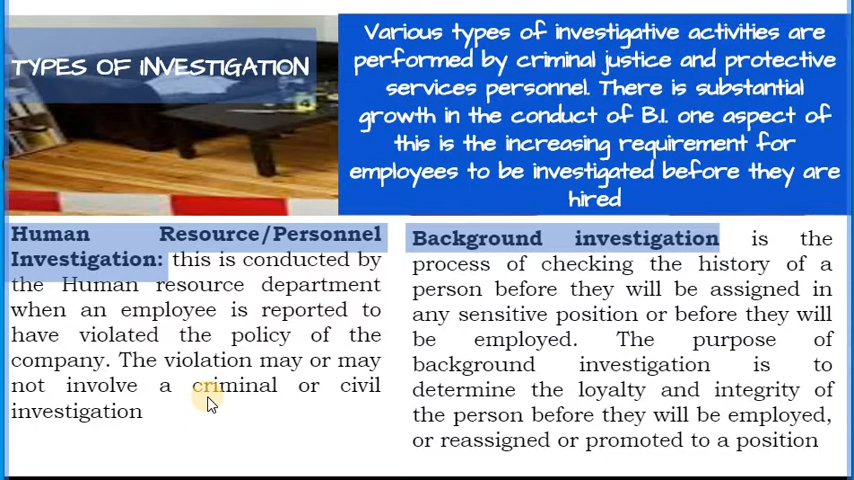 TYPES OF INVESTIGATION
Various types of investigative activities are
performed by criminal justice and protective
services personnel. There is substantial
growth in the conduct of B.I. one aspect of
this is the increasing requirement for
employees to be investigated before they are
hired
Human Resource/Personnel
Investigation: this is conducted by
the Human resource department
when an employee is reported to
have violated the policy of the
company. The violation may or may
not involve a criminal or civil
investigation
Background investigation is the
process of checking the history of a
person before they will be assigned in
any sensitive position or before they will
be employed. The purpose of
background investigation is to
determine the loyalty and integrity of
the person before they will be employed,
or reassigned or promoted to a position